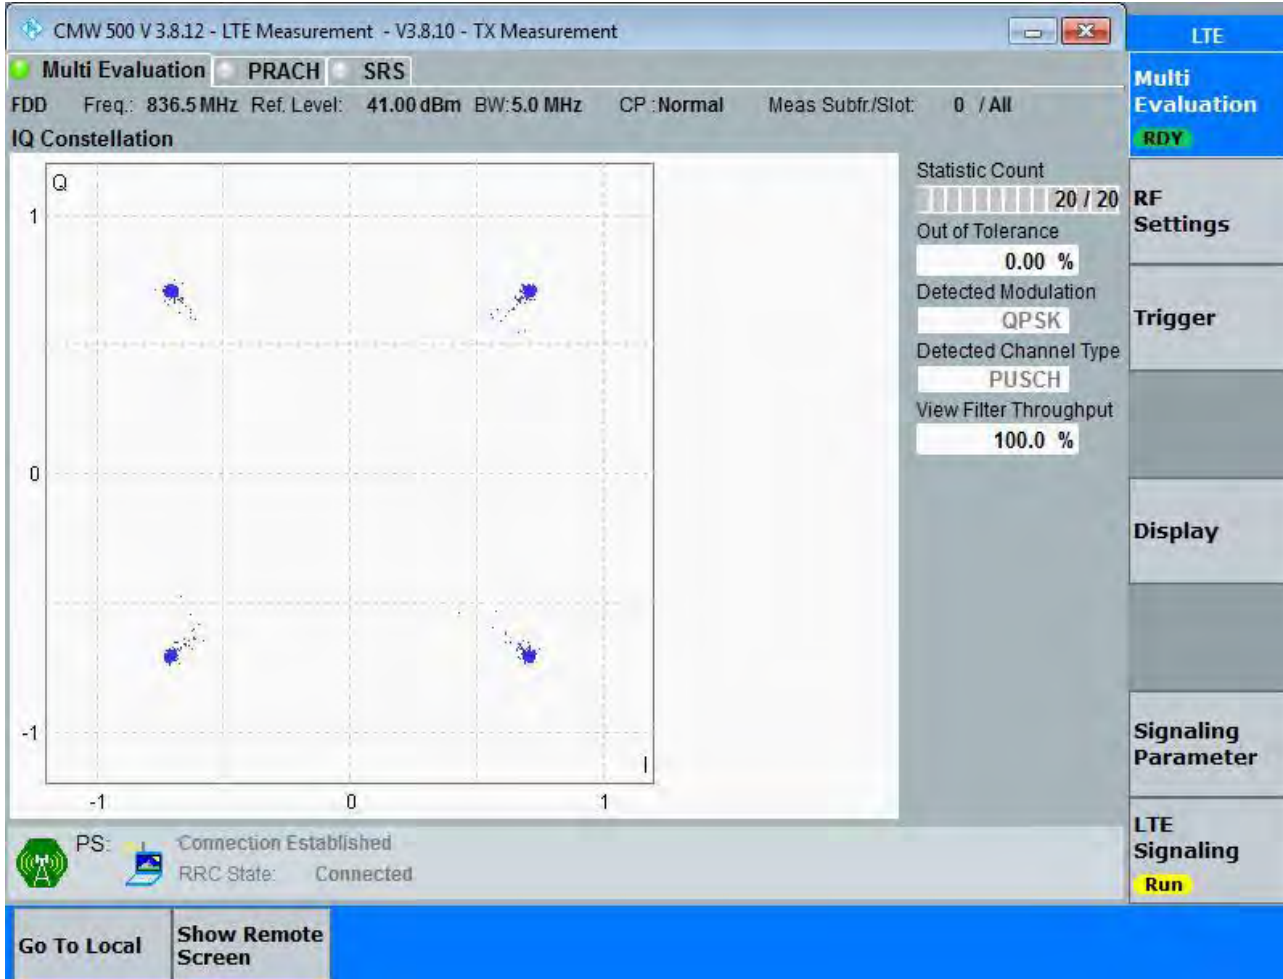 CMW 500 V 3.8.12 - LTE Measurement - V3.8.10 - TX Measurement
LTE
Multi Evaluation PRACH SRS
FDD Freq.: 836.5 MHz Ref. Level: 41.00 dBm BW: 5.0 MHz CP : Normal Meas Subfr./Slot: 0 / All
IQ Constellation
Q
1
0
-1
I
-1 0 1
Statistic Count
20 / 20
Out of Tolerance
0.00 %
Detected Modulation
QPSK
Detected Channel Type
PUSCH
View Filter Throughput
100.0 %
Multi
Evaluation
RDY
RF
Settings
Trigger
Display
Signaling
Parameter
LTE
Signaling
Run
PS: Connection Established
RRC State: Connected
Go To Local
Show Remote
Screen